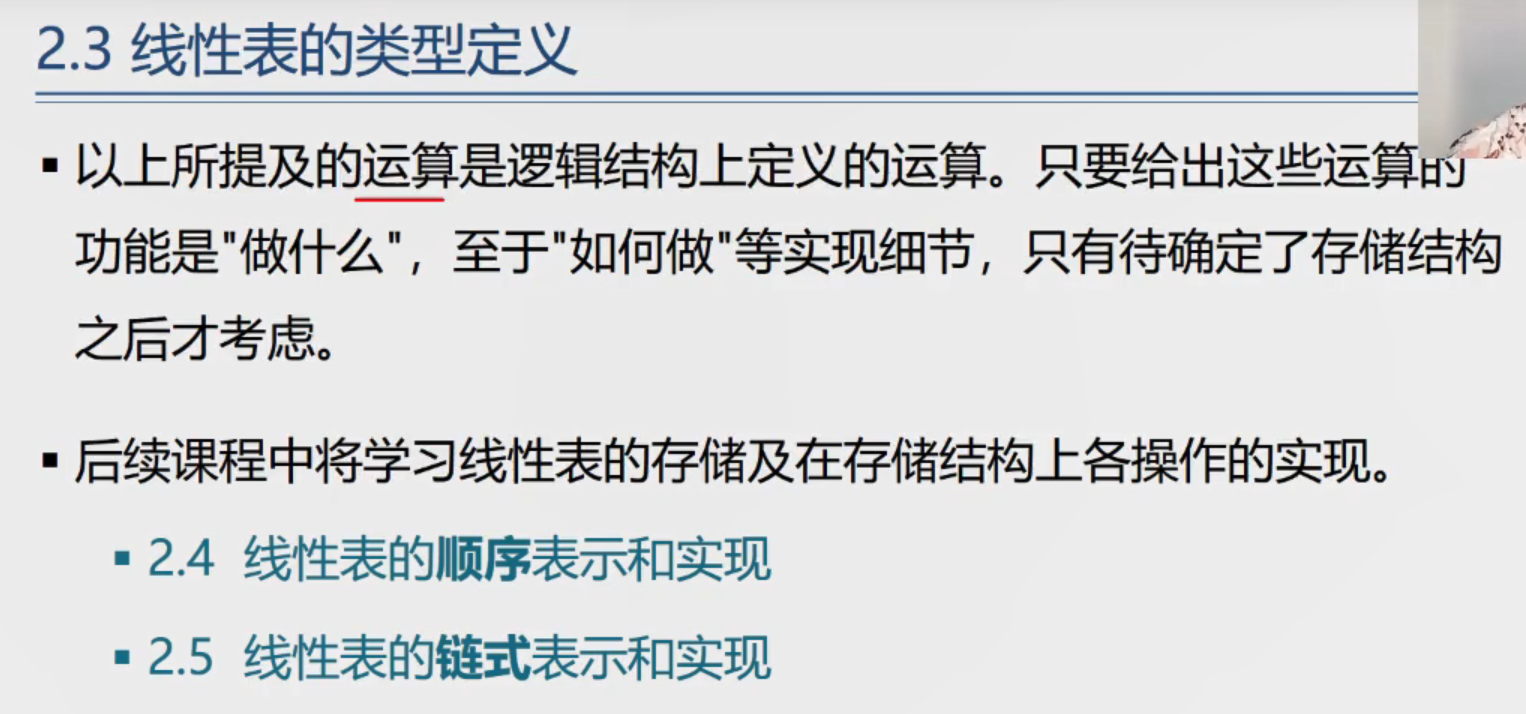 2.3 线性表的类型定义
▪ 以上所提及的运算是逻辑结构上定义的运算。只要给出这些运算的
功能是"做什么"，至于"如何做"等实现细节，只有待确定了存储结构
之后才考虑。
▪ 后续课程中将学习线性表的存储及在存储结构上各操作的实现。
▪ 2.4 线性表的顺序表示和实现
▪ 2.5 线性表的链式表示和实现